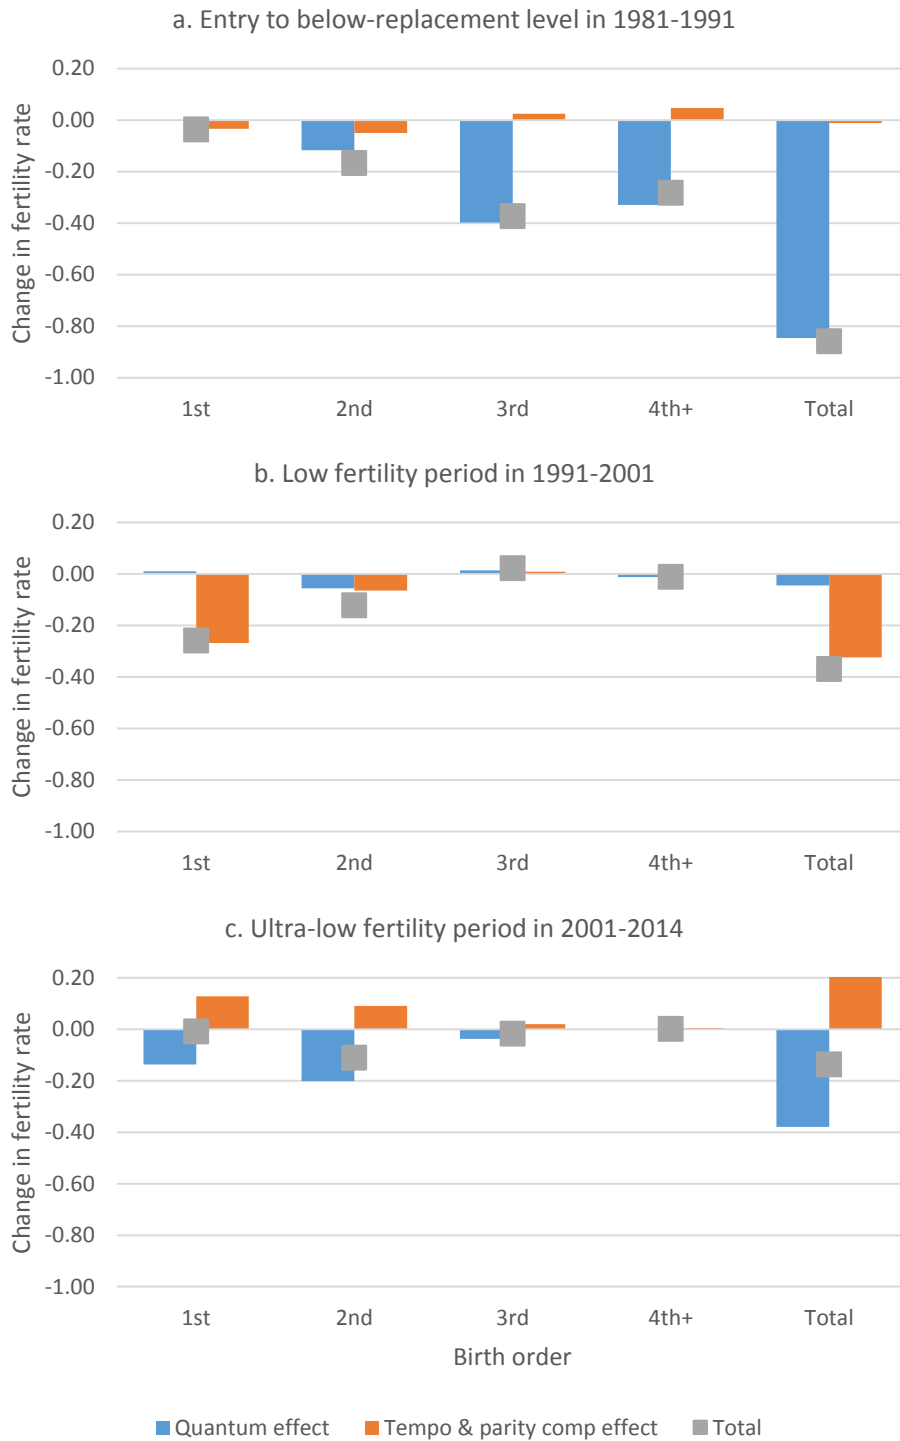 a. Entry to below-replacement level in 1981-1991
0.20
0.00
-0.20
-0.40
-0.60
-0.80
-1.00
Change in fertility rate
1st 2nd 3rd 4th+ Total
b. Low fertility period in 1991-2001
0.20
0.00
-0.20
-0.40
-0.60
-0.80
-1.00
Change in fertility rate
1st 2nd 3rd 4th+ Total
c. Ultra-low fertility period in 2001-2014
0.20
0.00
-0.20
-0.40
-0.60
-0.80
-1.00
Change in fertility rate
1st 2nd 3rd 4th+ Total
Birth order
Quantum effect Tempo & parity comp effect Total